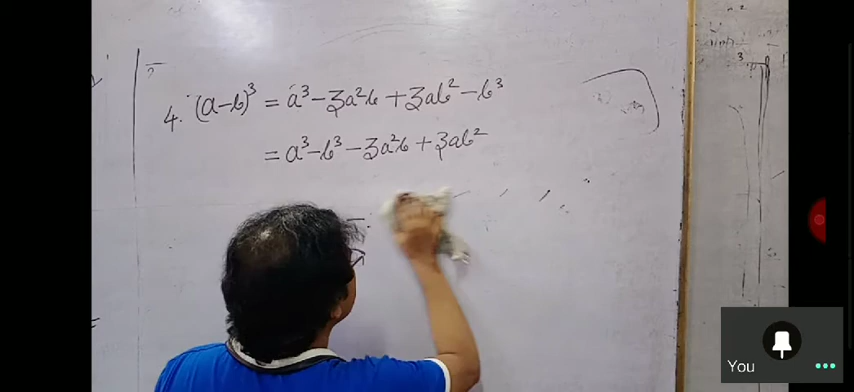 4. (a-b)³ = a³ - 3a²b + 3ab² - b³
= a³ - b³ - 3a²b + 3ab²
You